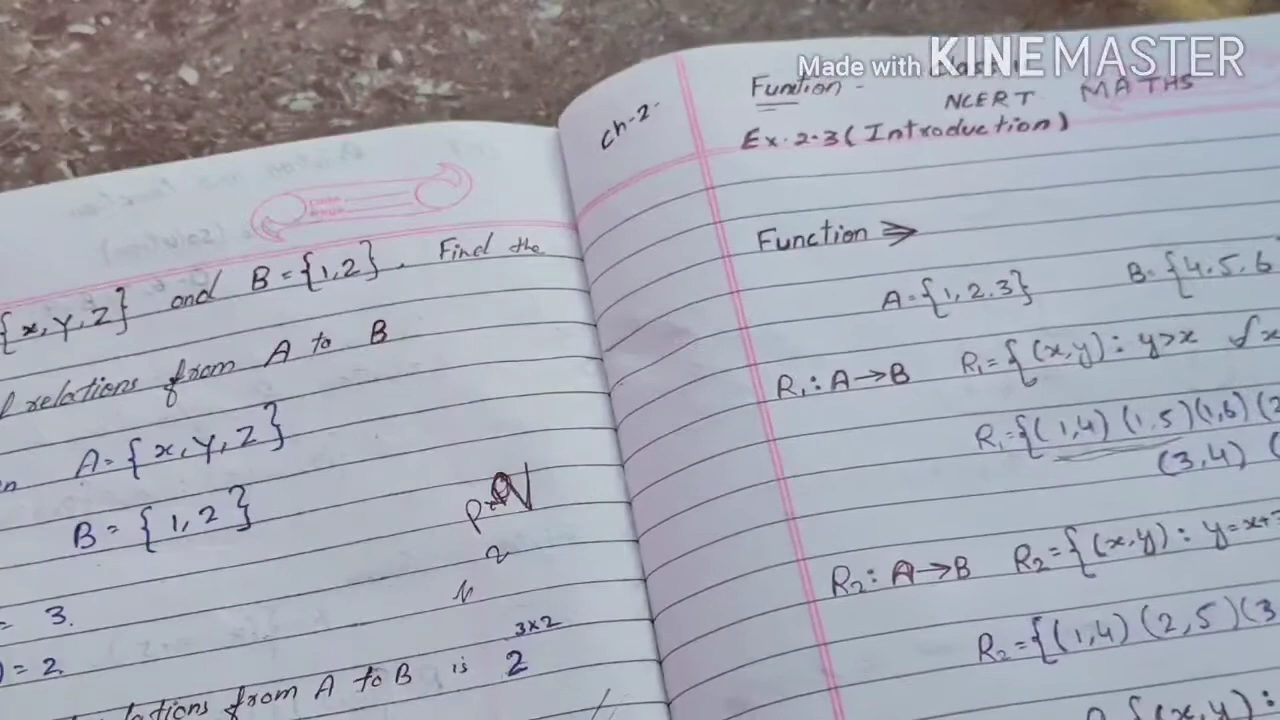 Made with KINEMASTER
{x, y, z} and B = {1, 2}. Find the
relations from A to B
A = {x, y, z}
B = {1, 2}
= 3.
) = 2
relations from A to B is 2^{3×2}
Ch-2.
Function -
NCERT MATHS
Ex. 2.3 (Introduction)
Function ⇒
A = {1, 2, 3} B = {4, 5, 6
R₁ : A → B R₁ = {(x, y) : y > x
R₁ = {(1, 4) (1, 5) (1, 6)
(3, 4) (
R₂ : A → B R₂ = {(x, y) : y = x +
R₂ = {(1, 4) (2, 5) (3
{(x, y) :